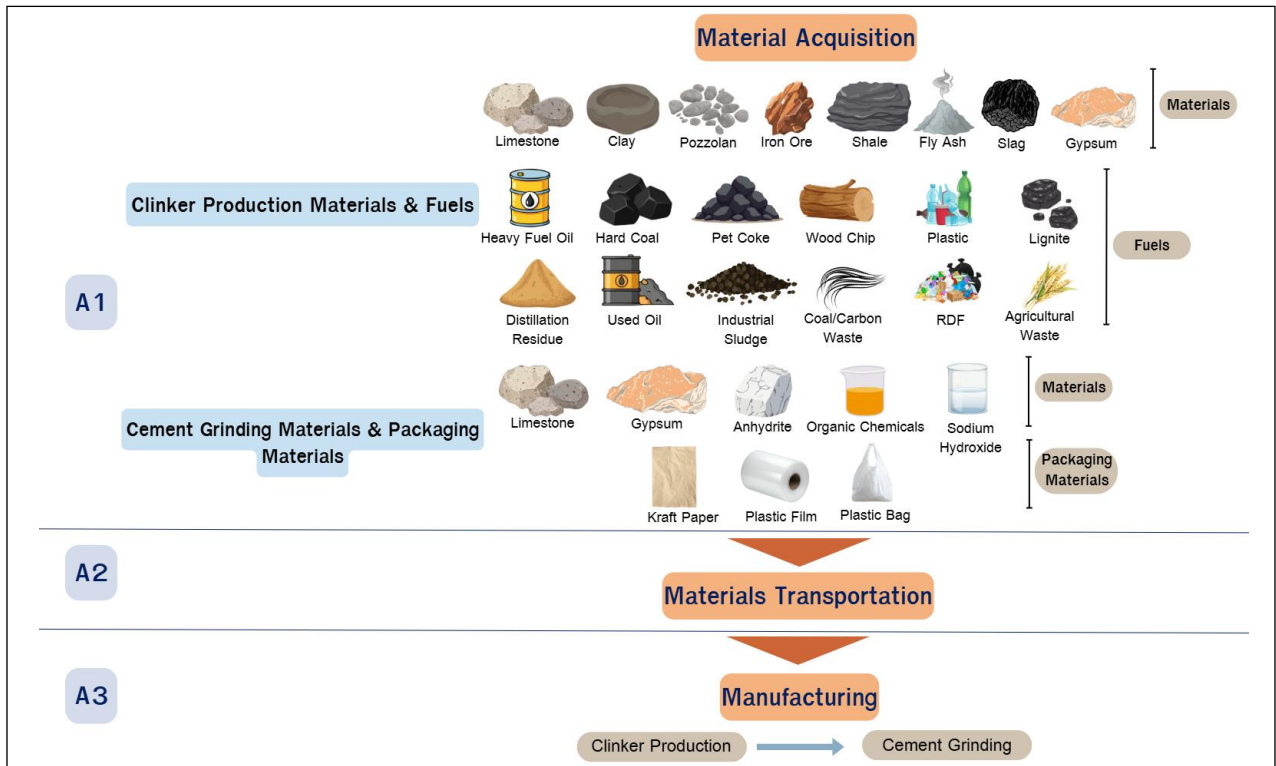 Material Acquisition
Limestone
Clay
Pozzolan
Iron Ore
Shale
Fly Ash
Slag
Gypsum
Materials
Clinker Production Materials & Fuels
Heavy Fuel Oil
Hard Coal
Pet Coke
Wood Chip
Plastic
Lignite
Fuels
A1
Distillation
Residue
Used Oil
Industrial
Sludge
Coal/Carbon
Waste
RDF
Agricultural
Waste
Cement Grinding Materials & Packaging
Materials
Limestone
Gypsum
Anhydrite
Organic Chemicals
Sodium
Hydroxide
Materials
Kraft Paper
Plastic Film
Plastic Bag
Packaging
Materials
A2
Materials Transportation
A3
Manufacturing
Clinker Production
Cement Grinding